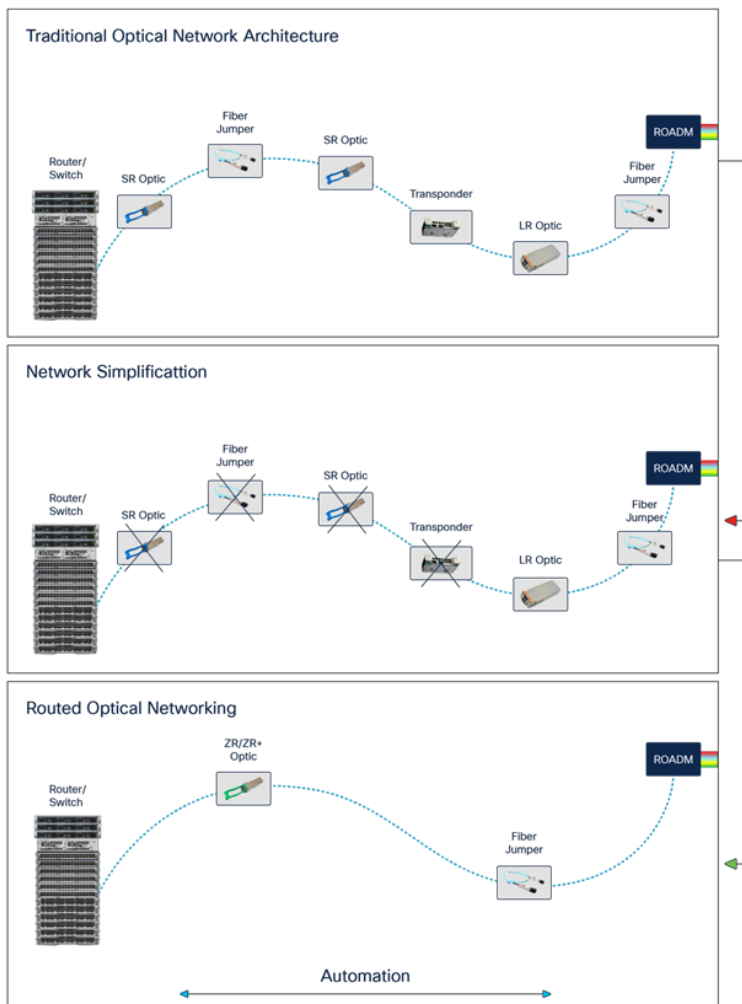 Traditional Optical Network Architecture
Fiber
Jumper
ROADM
SR Optic
Router/
Switch
SR Optic
Fiber
Jumper
Transponder
LR Optic
Network Simplificattion
Fiber
Jumper
ROADM
SR Optic
Router/
Switch
SR Optic
Fiber
Jumper
Transponder
LR Optic
Routed Optical Networking
ZR/ZR+
Optic
ROADM
Router/
Switch
Fiber
Jumper
Automation